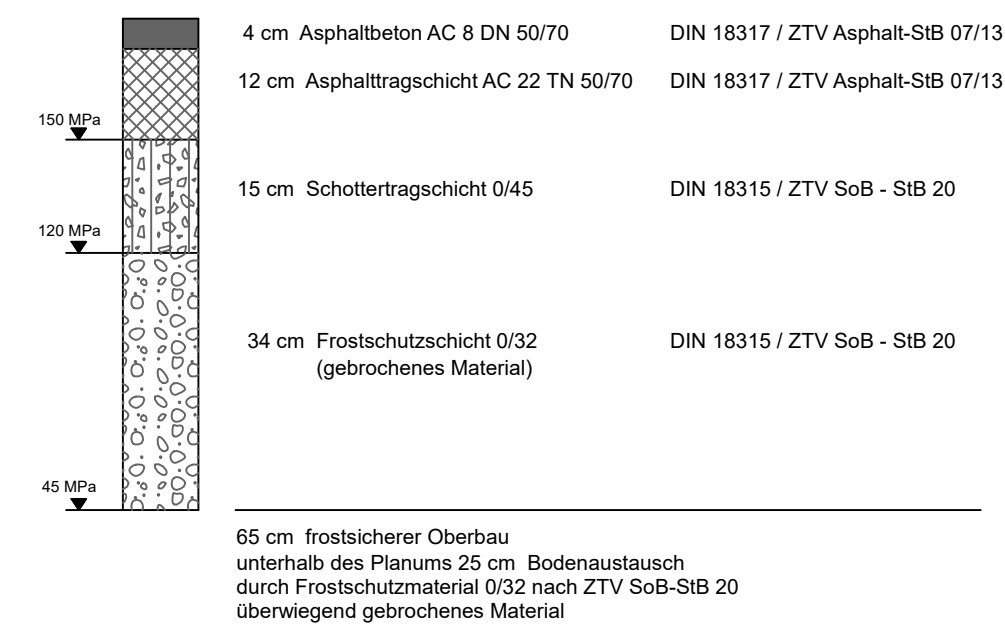 4 cm Asphaltbeton AC 8 DN 50/70 DIN 18317 / ZTV Asphalt-StB 07/13
12 cm Asphalttragschicht AC 22 TN 50/70 DIN 18317 / ZTV Asphalt-StB 07/13
150 MPa
15 cm Schottertragschicht 0/45 DIN 18315 / ZTV SoB - StB 20
120 MPa
34 cm Frostschutzschicht 0/32 DIN 18315 / ZTV SoB - StB 20
(gebrochenes Material)
45 MPa
65 cm frostsicherer Oberbau
unterhalb des Planums 25 cm Bodenaustausch
durch Frostschutzmaterial 0/32 nach ZTV SoB-StB 20
überwiegend gebrochenes Material